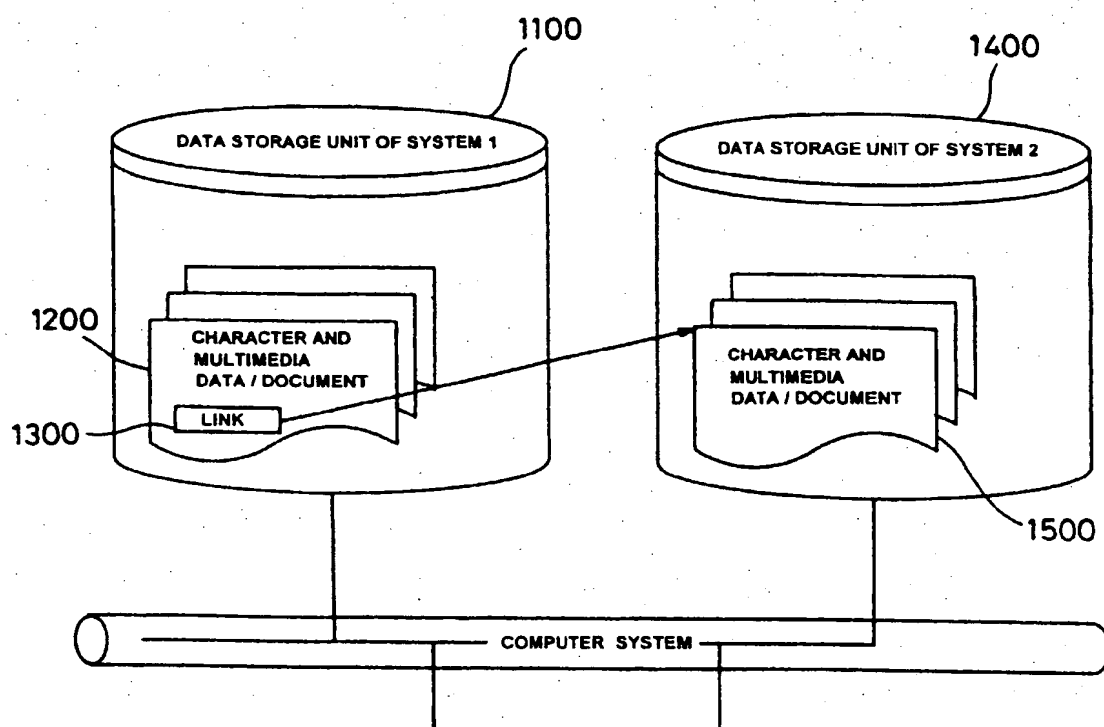 1100
1400
DATA STORAGE UNIT OF SYSTEM 1
DATA STORAGE UNIT OF SYSTEM 2
1200
CHARACTER AND
MULTIMEDIA
DATA / DOCUMENT
LINK
1300
CHARACTER AND
MULTIMEDIA
DATA / DOCUMENT
1500
COMPUTER SYSTEM